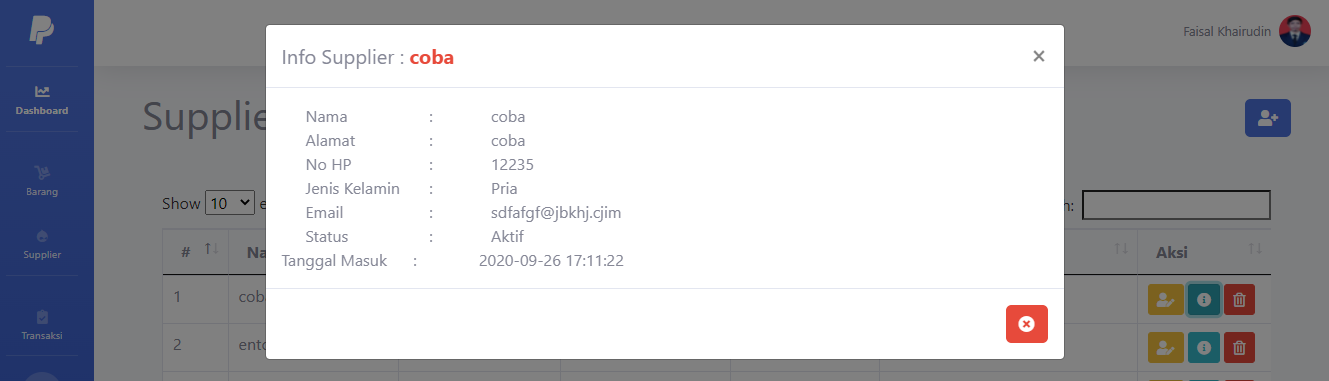 Faisal Khairudin
Info Supplier : coba
×
Dashboard
Supplie
Nama : coba
Alamat : coba
No HP : 12235
Barang
Jenis Kelamin : Pria
Show 10 e
h:
Email : sdfafgf@jbkhj.cjim
Status : Aktif
Supplier
# Na
Aksi
Tanggal Masuk : 2020-09-26 17:11:22
1 cob
Transaksi
2 ento